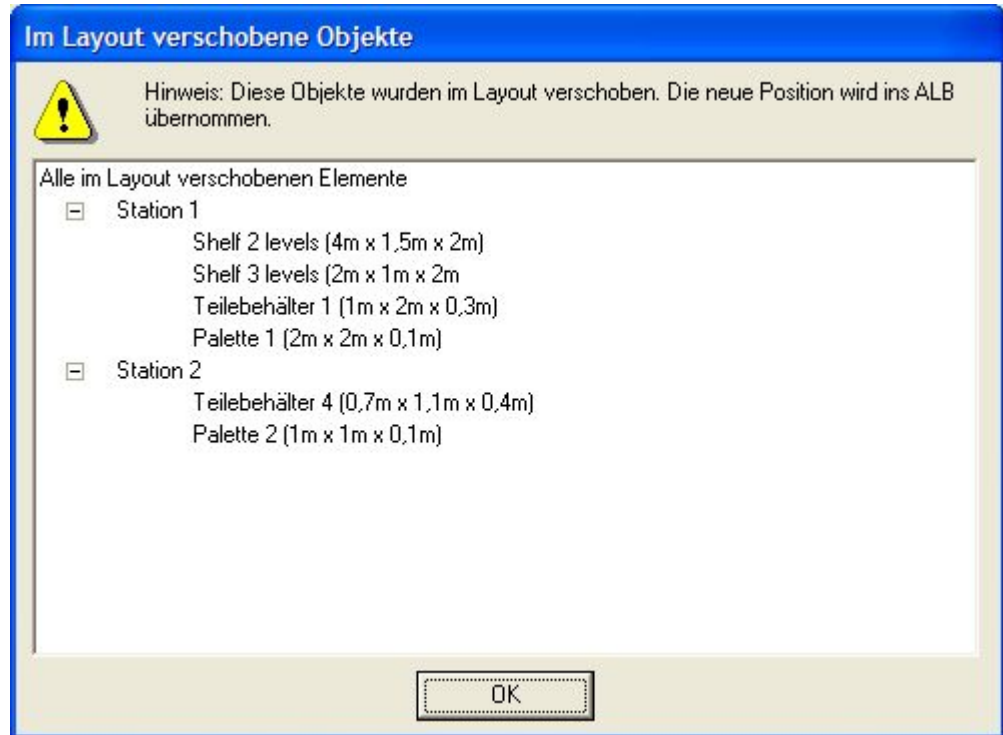 Im Layout verschobene Objekte
Hinweis: Diese Objekte wurden im Layout verschoben. Die neue Position wird ins ALB
übernommen.
Alle im Layout verschobenen Elemente
Station 1
Shelf 2 levels (4m x 1,5m x 2m)
Shelf 3 levels (2m x 1m x 2m
Teilebehälter 1 (1m x 2m x 0,3m)
Palette 1 (2m x 2m x 0,1m)
Station 2
Teilebehälter 4 (0,7m x 1,1m x 0,4m)
Palette 2 (1m x 1m x 0,1m)
OK